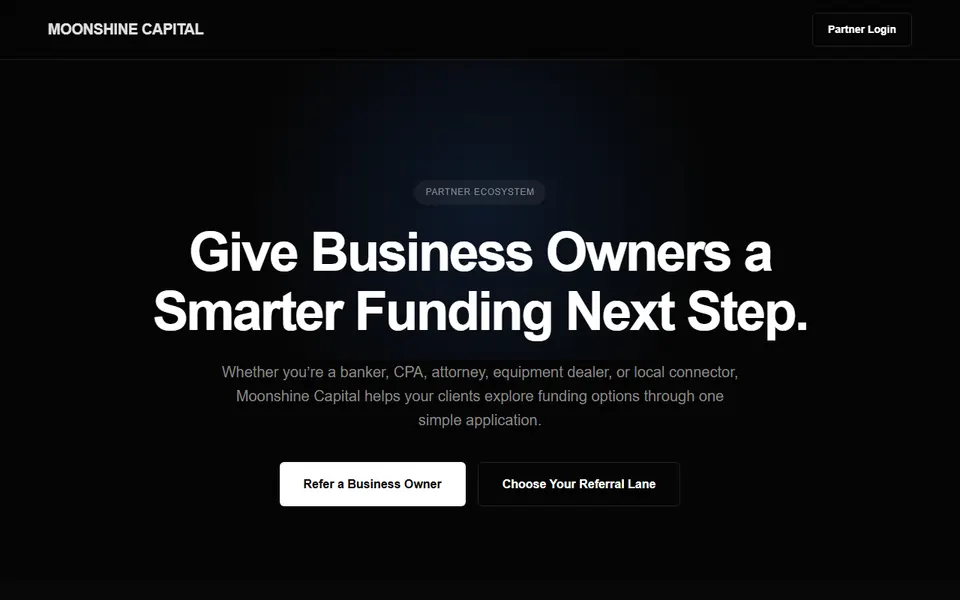 MOONSHINE CAPITAL
Partner Login
PARTNER ECOSYSTEM
Give Business Owners a
Smarter Funding Next Step.
Whether you’re a banker, CPA, attorney, equipment dealer, or local connector,
Moonshine Capital helps your clients explore funding options through one
simple application.
Refer a Business Owner
Choose Your Referral Lane